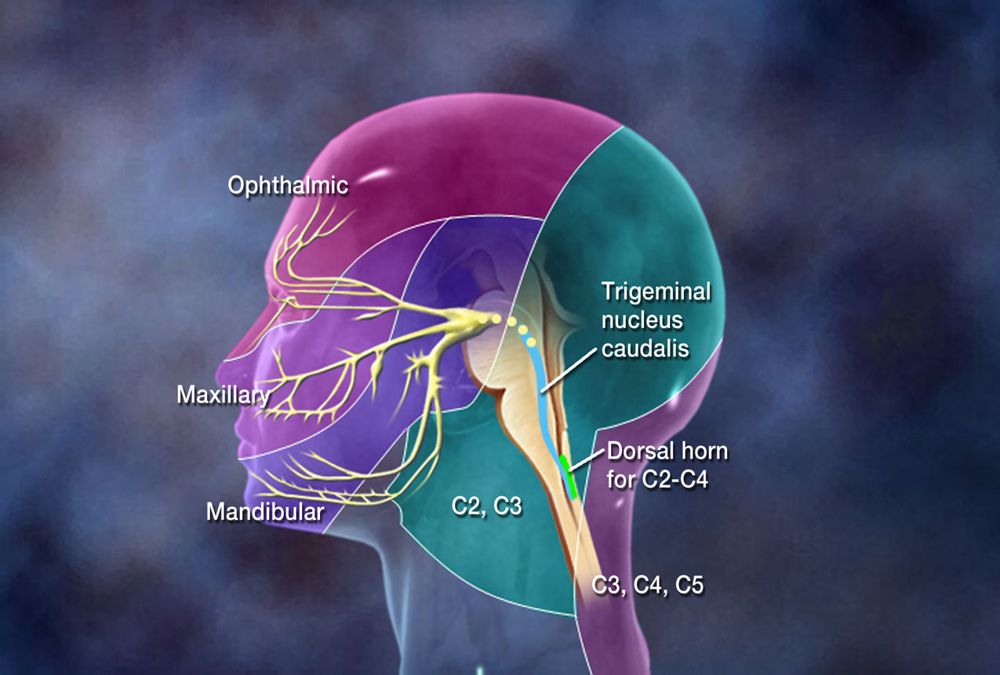 Ophthalmic
Trigeminal
nucleus
caudalis
Maxillary
Dorsal horn
for C2-C4
C2, C3
Mandibular
C3, C4, C5